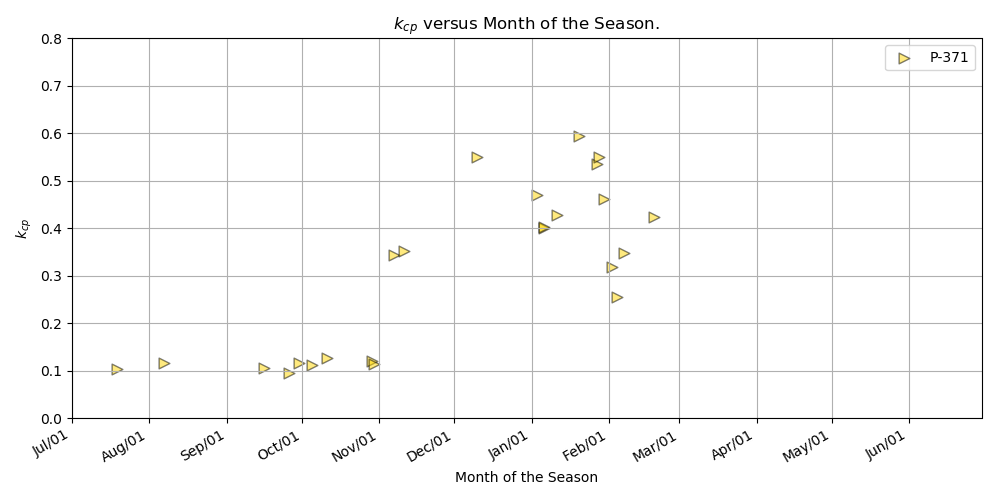 k_cp versus Month of the Season.
0.8
P-371
0.7
0.6
0.5
0.4
k_cp
0.3
0.2
0.1
0.0
Jul/01 Aug/01 Sep/01 Oct/01 Nov/01 Dec/01 Jan/01 Feb/01 Mar/01 Apr/01 May/01 Jun/01
Month of the Season